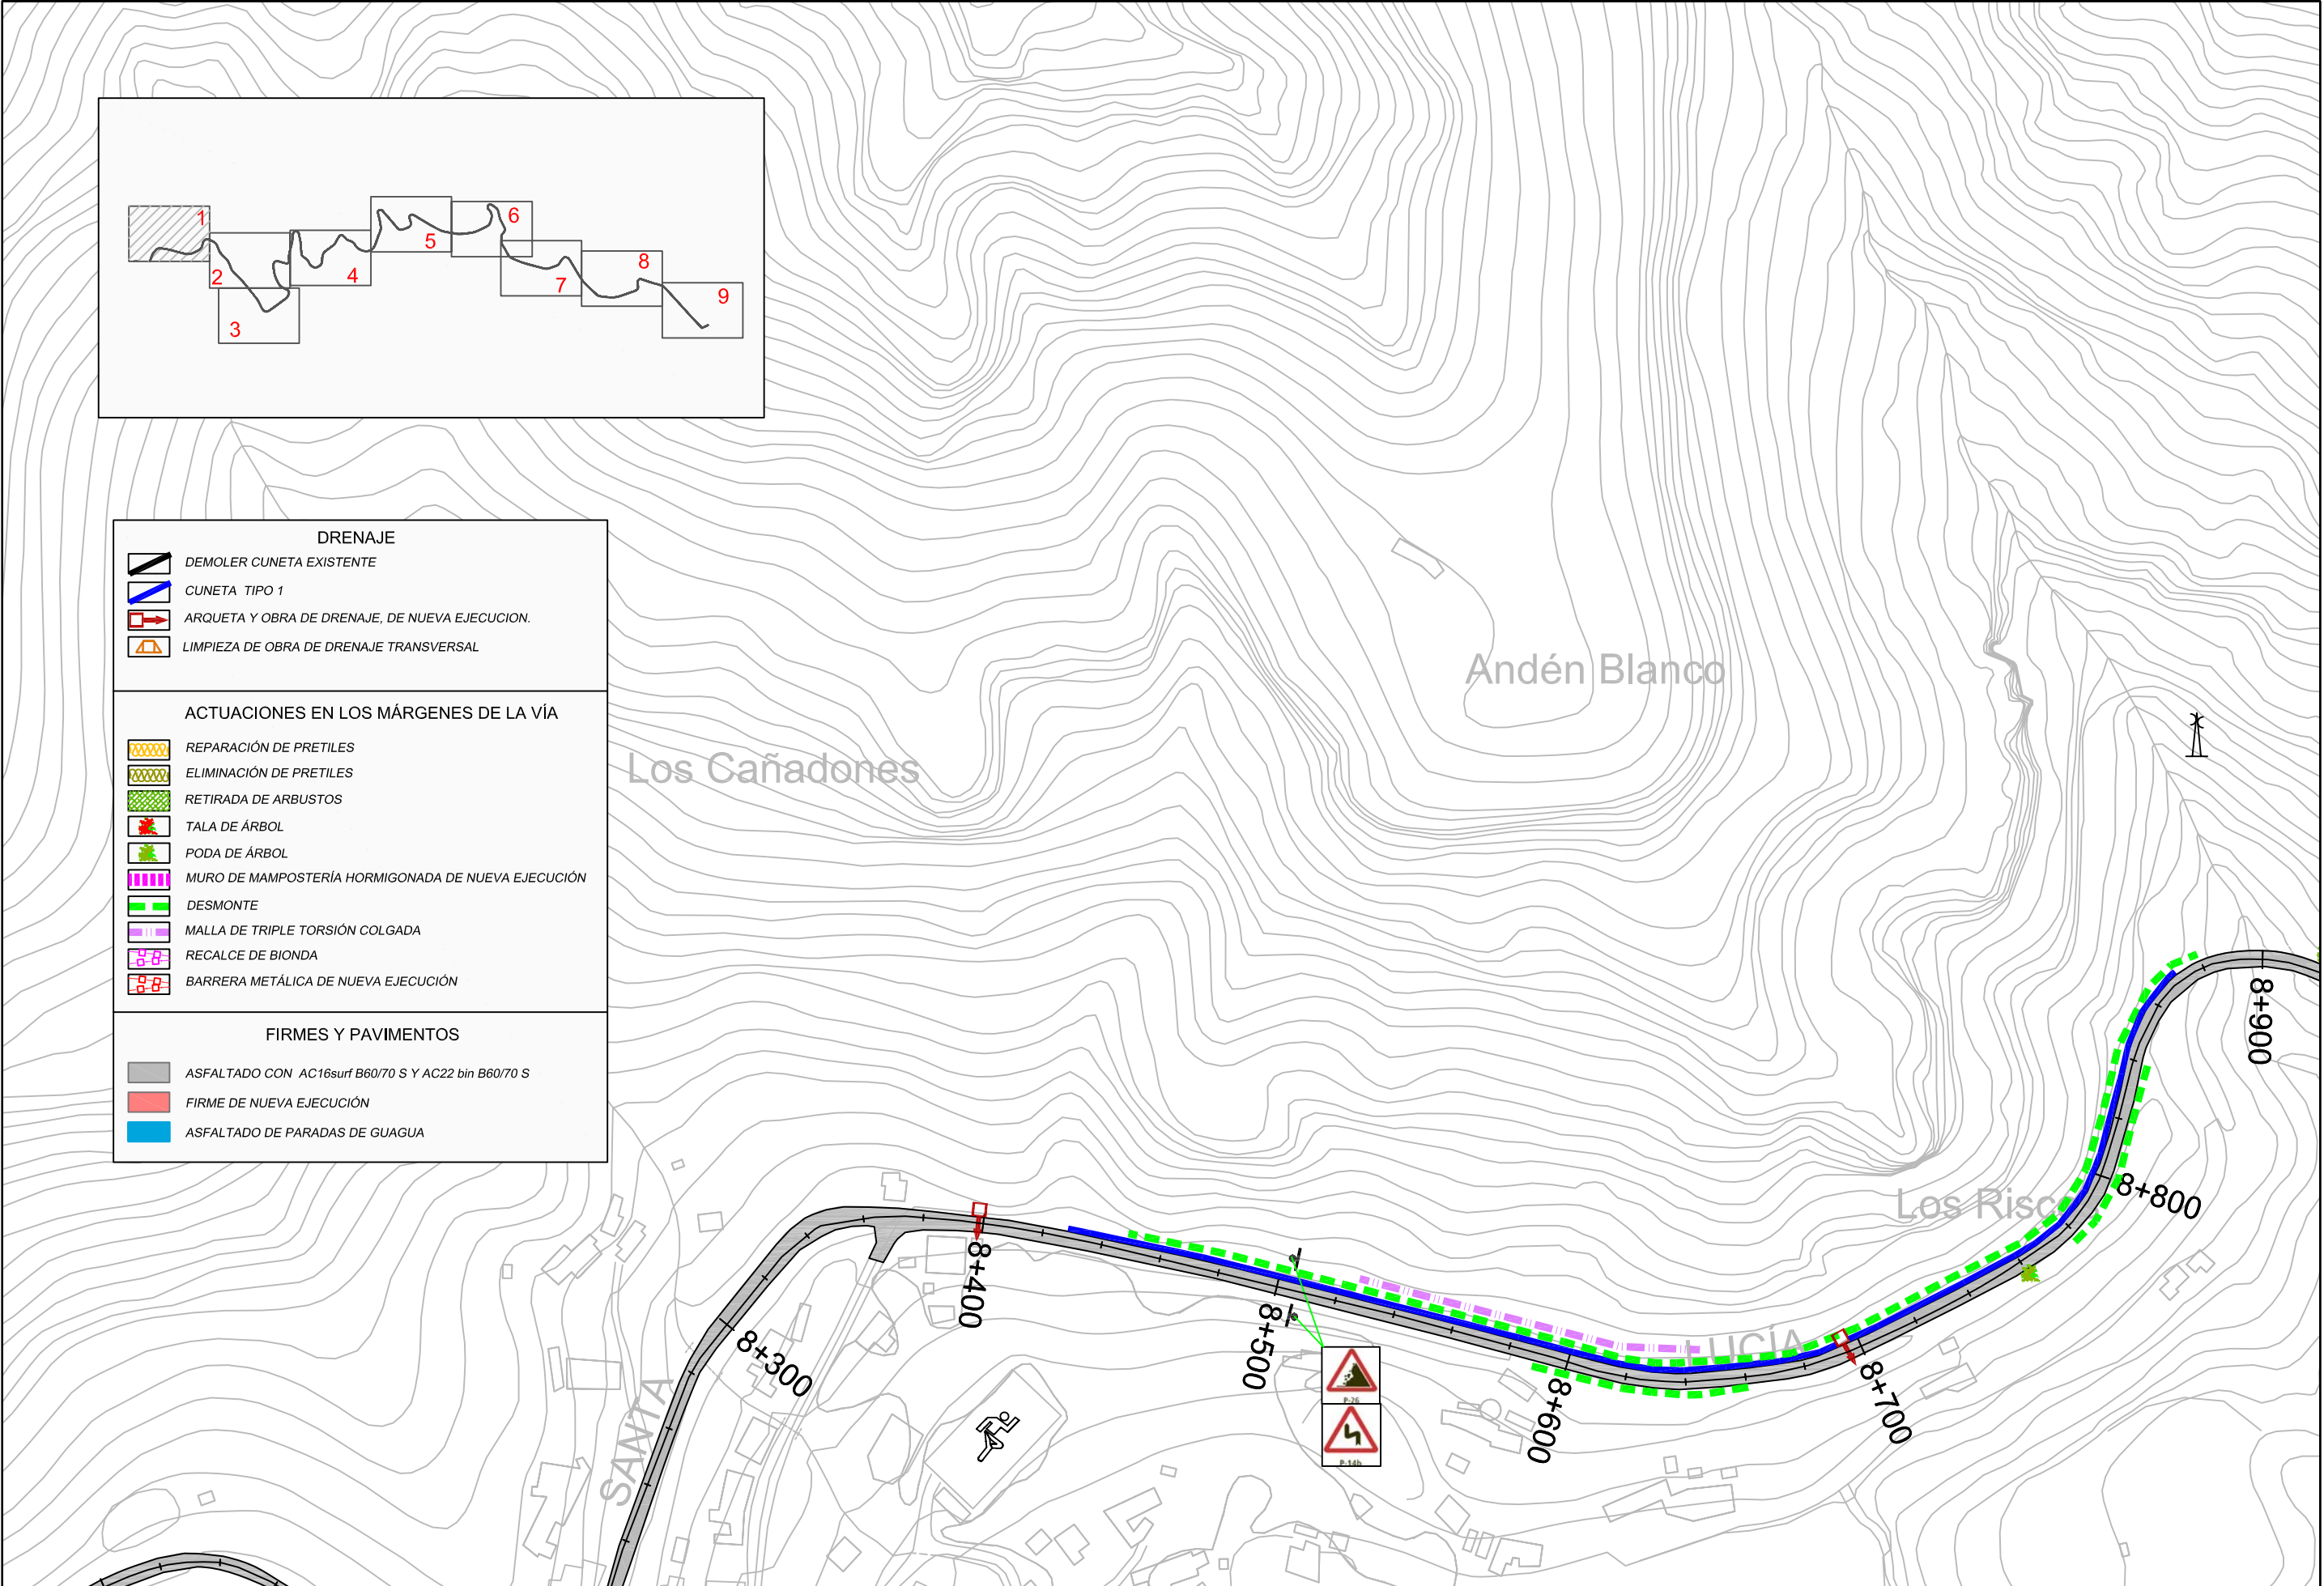 1
2
3
4
5
6
7
8
9
DRENAJE
DEMOLER CUNETA EXISTENTE
CUNETA TIPO 1
ARQUETA Y OBRA DE DRENAJE, DE NUEVA EJECUCION.
LIMPIEZA DE OBRA DE DRENAJE TRANSVERSAL
ACTUACIONES EN LOS MÁRGENES DE LA VÍA
REPARACIÓN DE PRETILES
ELIMINACIÓN DE PRETILES
RETIRADA DE ARBUSTOS
TALA DE ÁRBOL
PODA DE ÁRBOL
MURO DE MAMPOSTERÍA HORMIGONADA DE NUEVA EJECUCIÓN
DESMONTE
MALLA DE TRIPLE TORSIÓN COLGADA
RECALCE DE BIONDA
BARRERA METÁLICA DE NUEVA EJECUCIÓN
FIRMES Y PAVIMENTOS
ASFALTADO CON AC16surf B60/70 S Y AC22 bin B60/70 S
FIRME DE NUEVA EJECUCIÓN
ASFALTADO DE PARADAS DE GUAGUA
Andén Blanco
Los Cañadones
Los Risc
SANTA
LUCÍA
8+300
8+400
8+500
8+600
8+700
8+800
8+900
P-26
P-14b